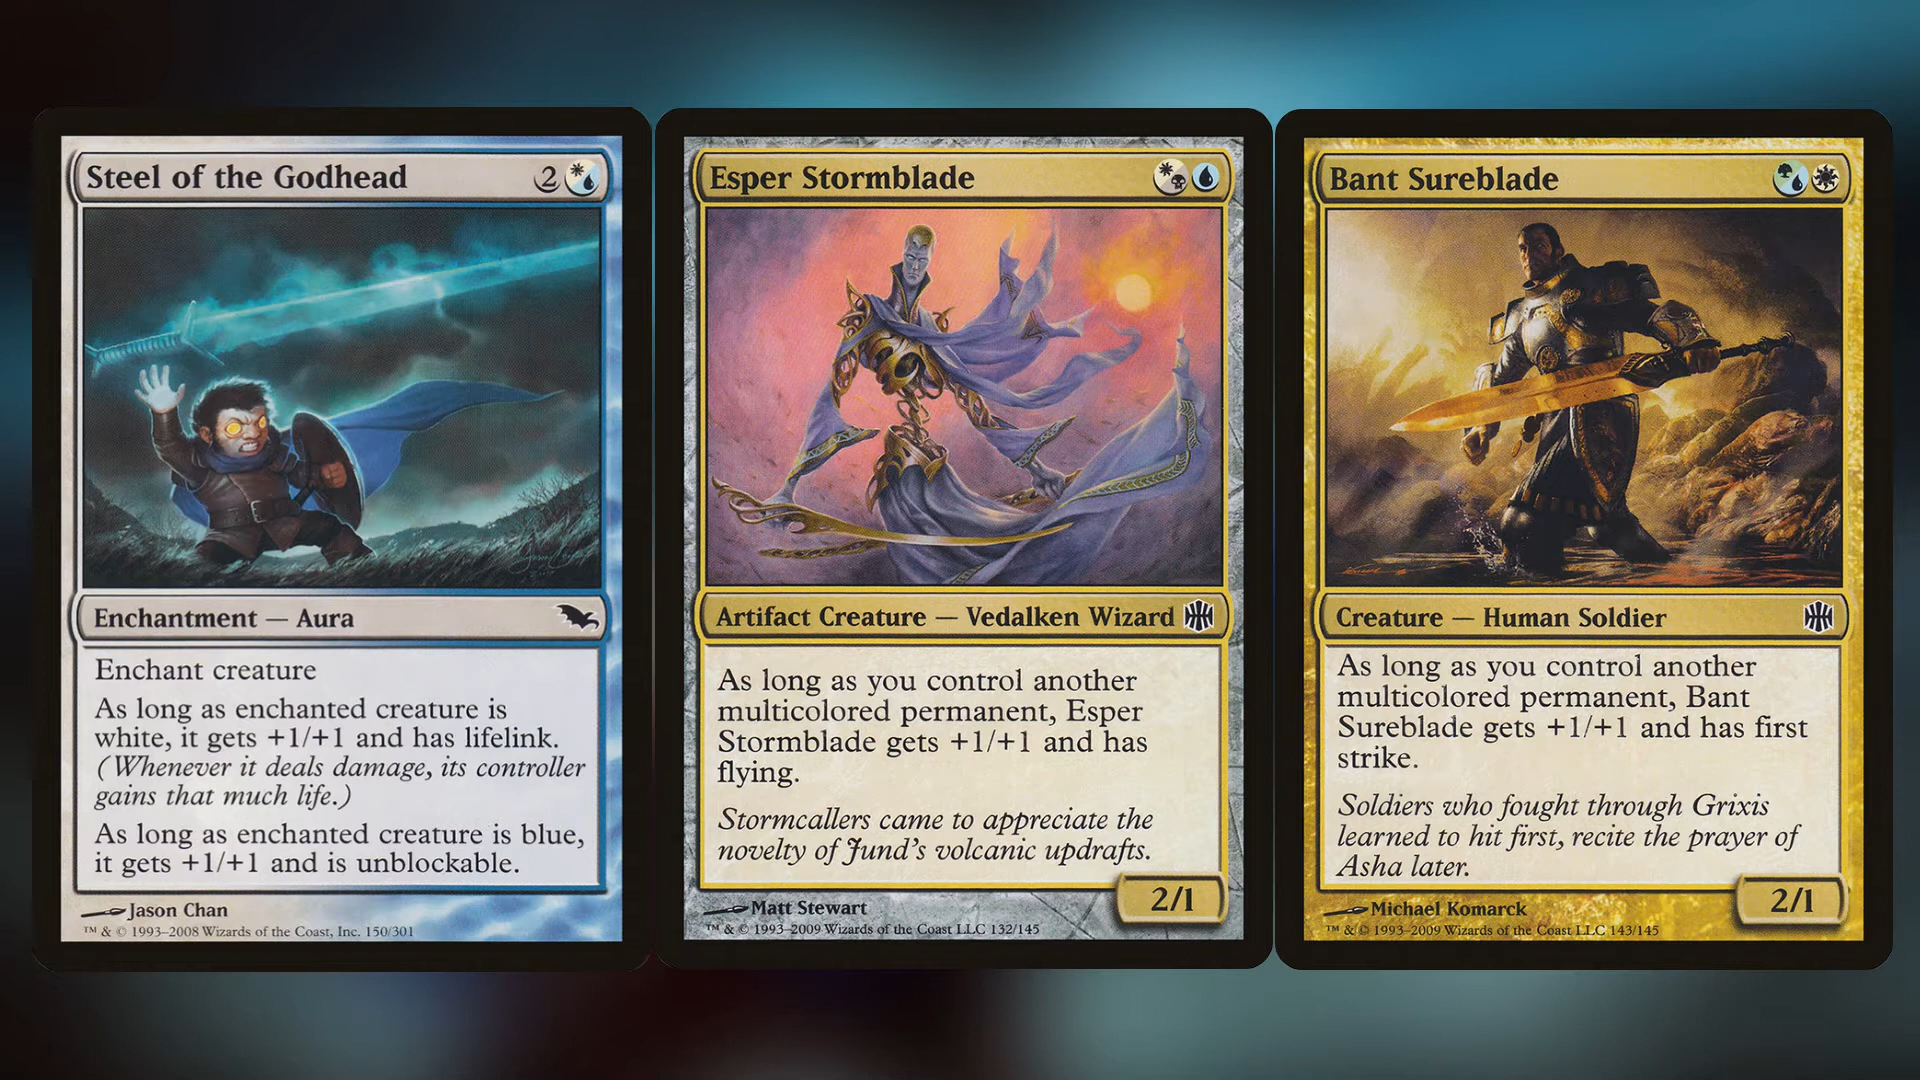 Steel of the Godhead
2
Enchantment — Aura
Enchant creature
As long as enchanted creature is
white, it gets +1/+1 and has lifelink.
(Whenever it deals damage, its controller
gains that much life.)
As long as enchanted creature is blue,
it gets +1/+1 and is unblockable.
Jason Chan
™ & © 1993–2008 Wizards of the Coast, Inc. 150/301
Esper Stormblade
Artifact Creature — Vedalken Wizard
As long as you control another
multicolored permanent, Esper
Stormblade gets +1/+1 and has
flying.
Stormcallers came to appreciate the
novelty of Jund's volcanic updrafts.
2/1
Matt Stewart
™ & © 1993–2009 Wizards of the Coast LLC 132/145
Bant Sureblade
Creature — Human Soldier
As long as you control another
multicolored permanent, Bant
Sureblade gets +1/+1 and has first
strike.
Soldiers who fought through Grixis
learned to hit first, recite the prayer of
Asha later.
2/1
Michael Komarck
™ & © 1993–2009 Wizards of the Coast LLC 143/145